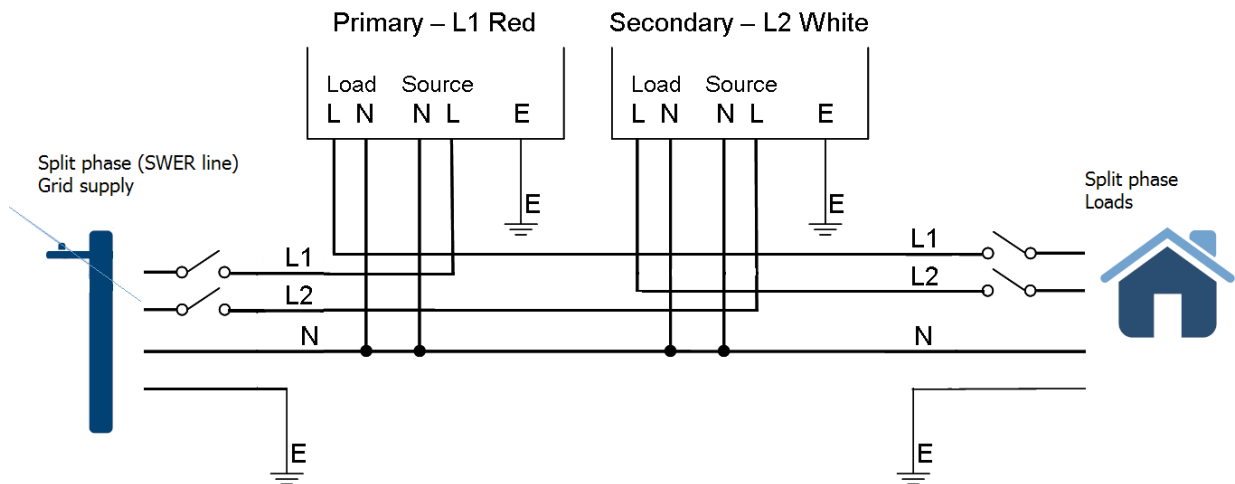 Primary – L1 Red
Secondary – L2 White
Load Source
L N N L E
Load Source
L N N L E
Split phase (SWER line)
Grid supply
E
E
Split phase
Loads
L1
L2
N
L1
L2
N
E
E